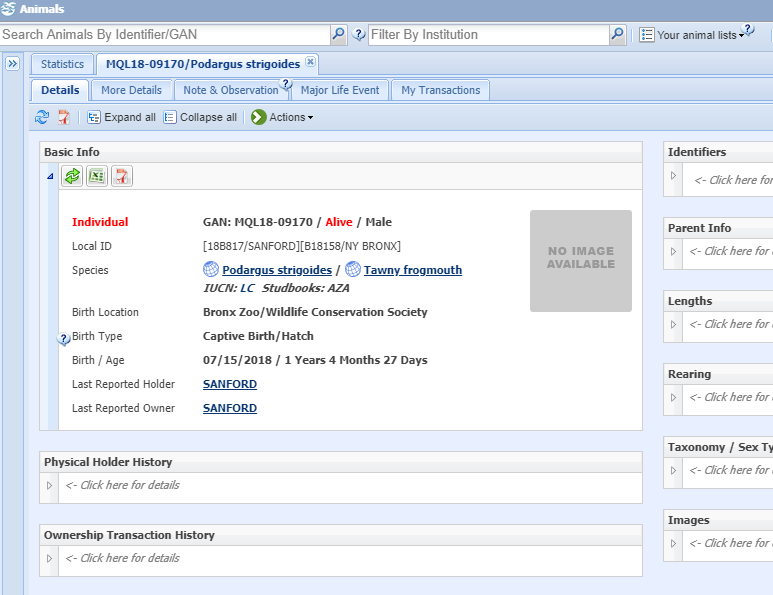 Animals
Search Animals By Identifier/GAN
Filter By Institution
Your animal lists
Statistics
MQL18-09170/Podargus strigoides
Details
More Details
Note & Observation
Major Life Event
My Transactions
Expand all
Collapse all
Actions
Basic Info
Individual
GAN: MQL18-09170 / Alive / Male
Local ID
[18B817/SANFORD][B18158/NY BRONX]
Species
Podargus strigoides / Tawny frogmouth
IUCN: LC Studbooks: AZA
Birth Location
Bronx Zoo/Wildlife Conservation Society
Birth Type
Captive Birth/Hatch
Birth / Age
07/15/2018 / 1 Years 4 Months 27 Days
Last Reported Holder
SANFORD
Last Reported Owner
SANFORD
NO IMAGE
AVAILABLE
Physical Holder History
<- Click here for details
Ownership Transaction History
<- Click here for details
Identifiers
<- Click here for
Parent Info
<- Click here for
Lengths
<- Click here for
Rearing
<- Click here for
Taxonomy / Sex Ty
<- Click here for
Images
<- Click here for